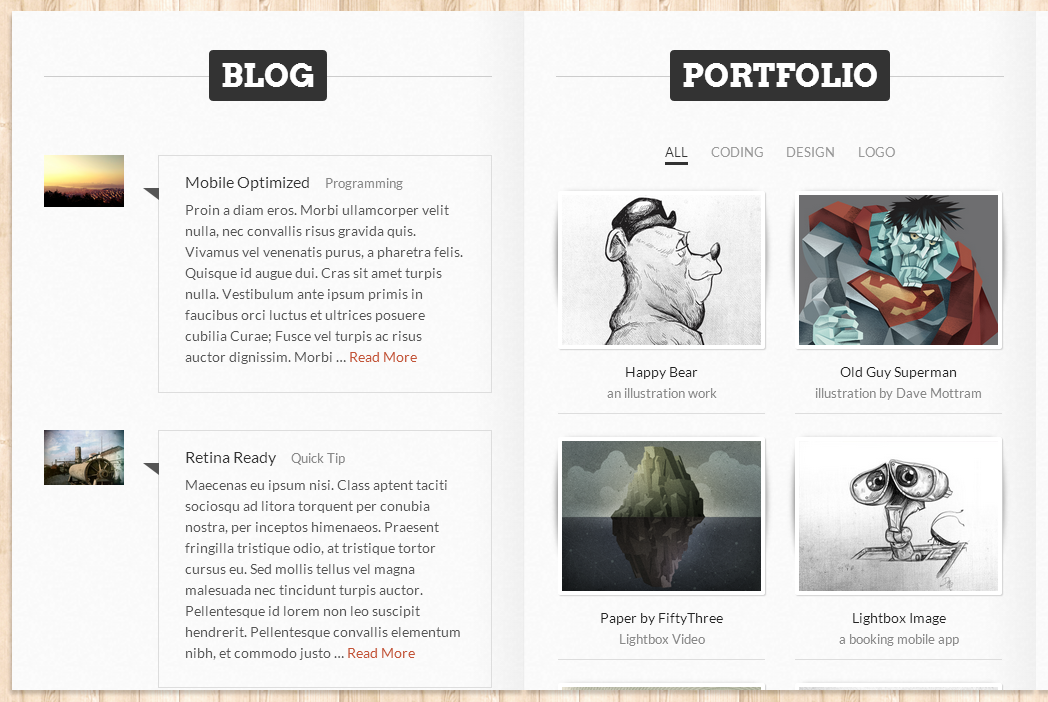 BLOG
Mobile Optimized Programming
Proin a diam eros. Morbi ullamcorper velit
nulla, nec convallis risus gravida quis.
Vivamus vel venenatis purus, a pharetra felis.
Quisque id augue dui. Cras sit amet turpis
nulla. Vestibulum ante ipsum primis in
faucibus orci luctus et ultrices posuere
cubilia Curae; Fusce vel turpis ac risus
auctor dignissim. Morbi ... Read More
Retina Ready Quick Tip
Maecenas eu ipsum nisi. Class aptent taciti
sociosqu ad litora torquent per conubia
nostra, per inceptos himenaeos. Praesent
fringilla tristique odio, at tristique tortor
cursus eu. Sed mollis tellus vel magna
malesuada nec tincidunt turpis auctor.
Pellentesque id lorem non leo suscipit
hendrerit. Pellentesque convallis elementum
nibh, et commodo justo ... Read More
PORTFOLIO
ALL CODING DESIGN LOGO
Happy Bear
an illustration work
Old Guy Superman
illustration by Dave Mottram
Paper by FiftyThree
Lightbox Video
Lightbox Image
a booking mobile app